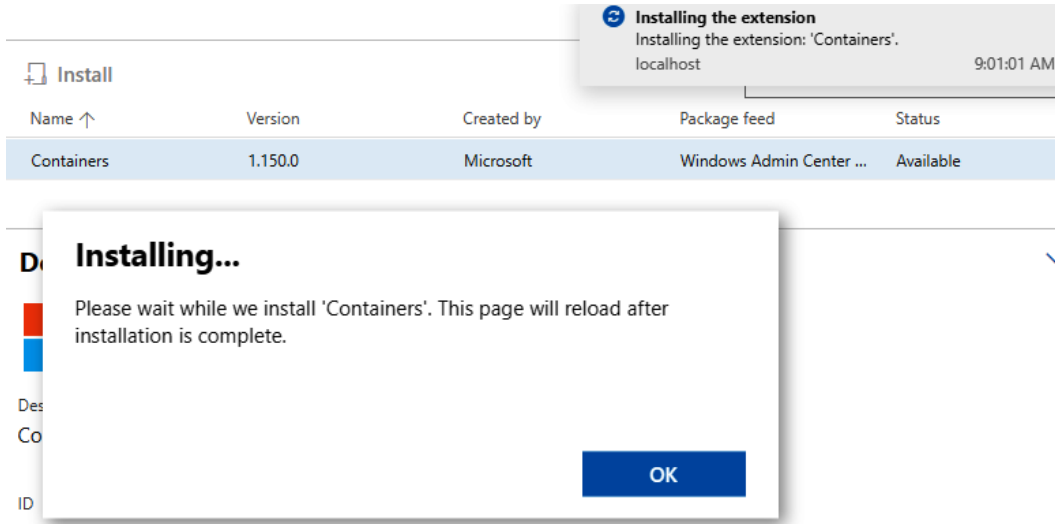 Installing the extension
Installing the extension: 'Containers'.
localhost 9:01:01 AM
Install
Name Version Created by Package feed Status
Containers 1.150.0 Microsoft Windows Admin Center ... Available
Installing...
Please wait while we install 'Containers'. This page will reload after
installation is complete.
Des
Co
OK
ID